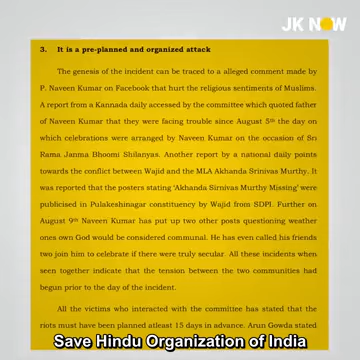 JK NOW
3. It is a pre-planned and organized attack
The genesis of the incident can be traced to a alleged comment made by
P. Naveen Kumar on Facebook that hurt the religious sentiments of Muslims.
A report from a Kannada daily accessed by the committee which quoted father
of Naveen Kumar that they were facing trouble since August 5th the day on
which celebrations were arranged by Naveen Kumar on the occasion of Sri
Rama Janma Bhoomi Shilanyas. Another report by a national daily points
towards the conflict between Wajid and the MLA Akhanda Srinivas Murthy. It
was reported that the posters stating ‘Akhanda Sirnivas Murthy Missing’ were
publicised in Pulakeshinagar constituency by Wajid from SDPI. Further on
August 9th Naveen Kumar has put up two other posts questioning weather
ones own God would be considered communal. He has even called his friends
two join him to celebrate if there were truly secular. All these incidents when
seen together indicate that the tension between the two communities had
begun prior to the day of the incident.
All the victims who interacted with the committee has stated that the
riots must have been planned atleast 15 days in advance. Arun Gowda stated
Save Hindu Organization of India